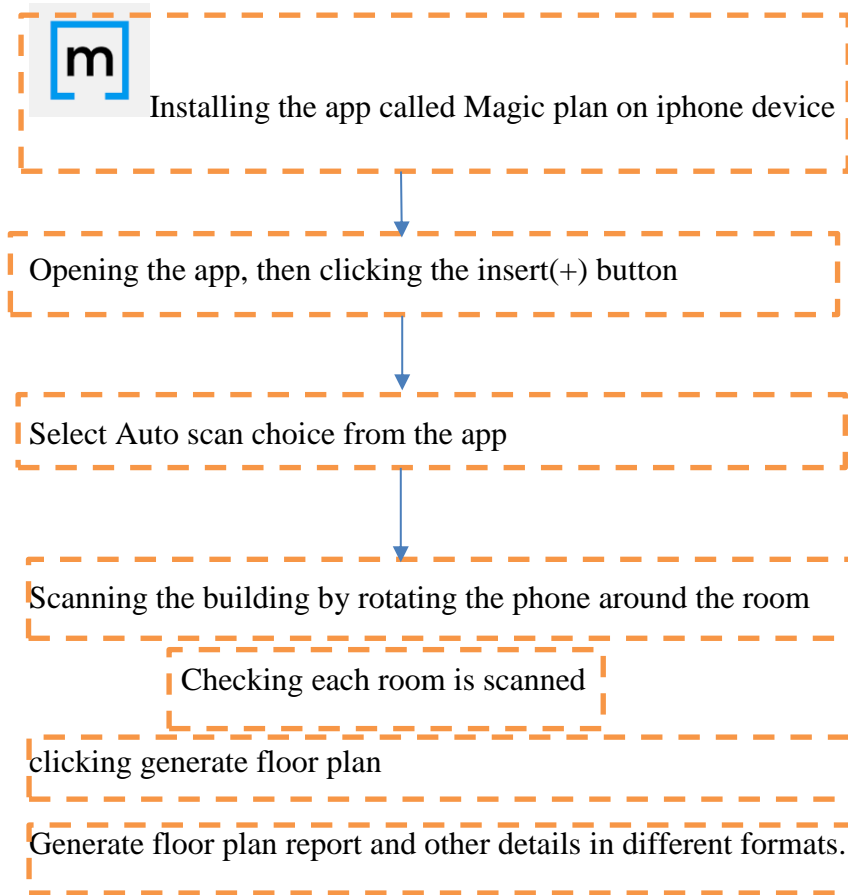 m
Installing the app called Magic plan on iphone device
Opening the app, then clicking the insert(+) button
Select Auto scan choice from the app
Scanning the building by rotating the phone around the room
Checking each room is scanned
clicking generate floor plan
Generate floor plan report and other details in different formats.